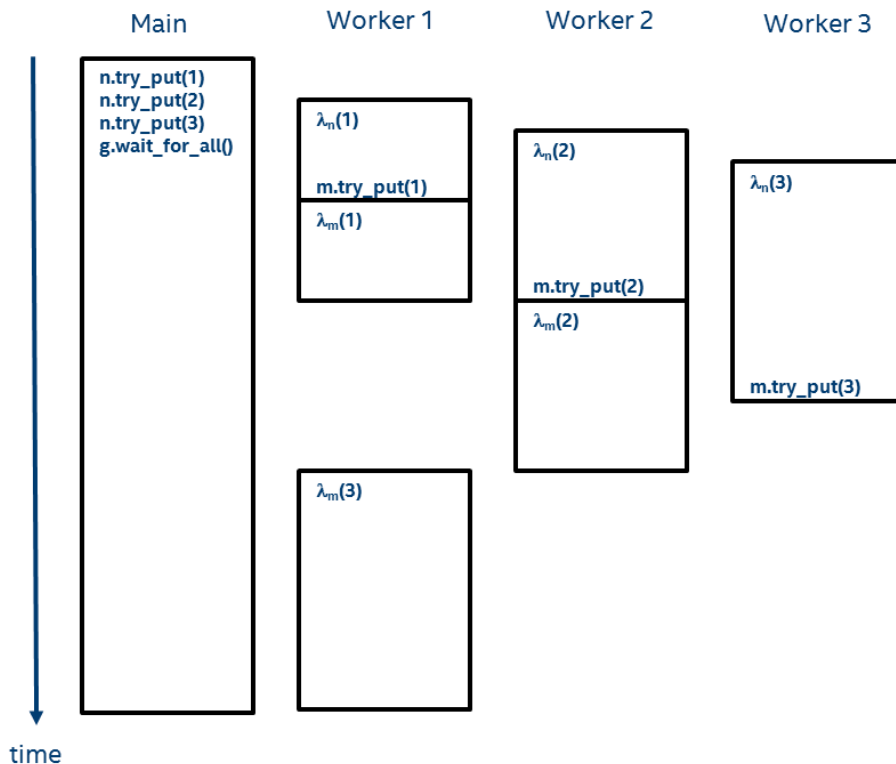 Main
Worker 1
Worker 2
Worker 3
n.try_put(1)
n.try_put(2)
n.try_put(3)
g.wait_for_all()
λn(1)
m.try_put(1)
λm(1)
λm(3)
λn(2)
m.try_put(2)
λm(2)
λn(3)
m.try_put(3)
time